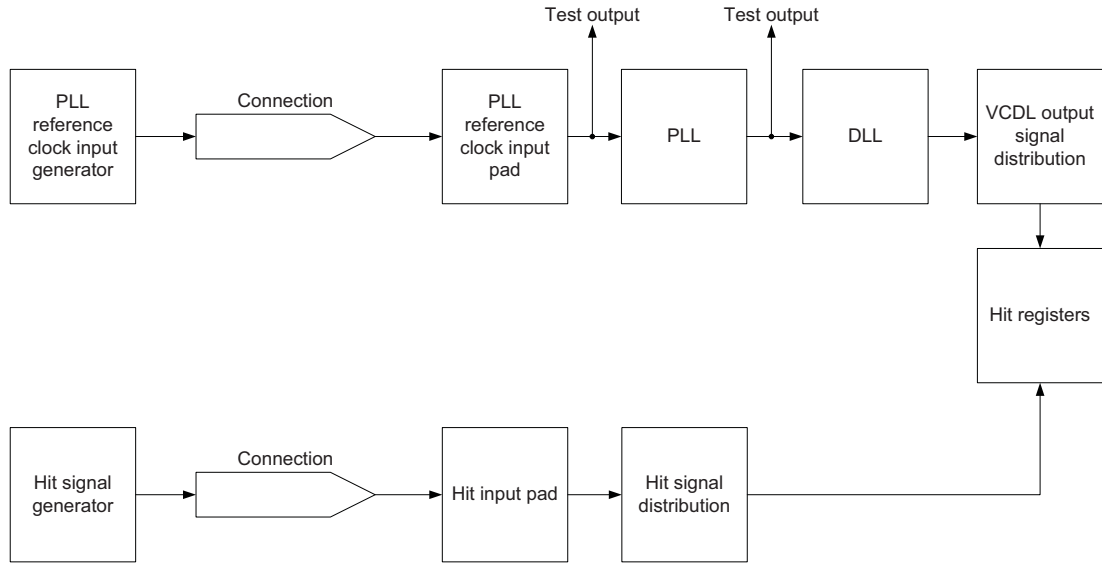 Test output
Test output
PLL
reference
clock input
generator
Connection
PLL
reference
clock input
pad
PLL
DLL
VCDL output
signal
distribution
Hit registers
Hit signal
generator
Connection
Hit input pad
Hit signal
distribution